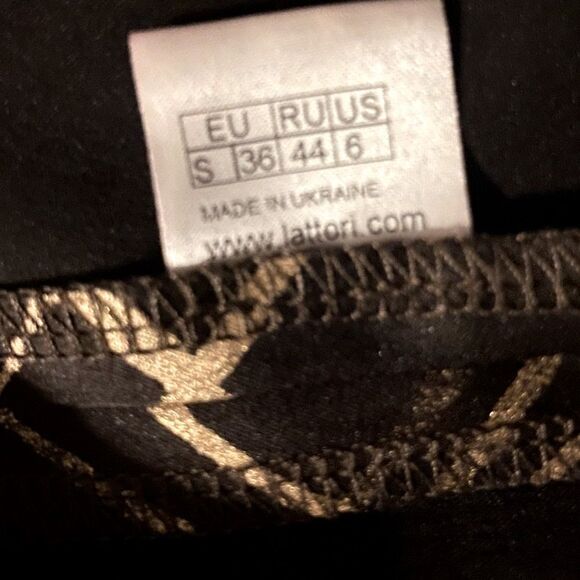 EU RU US
S 36 44 6
MADE IN UKRAINE
www.lattori.com